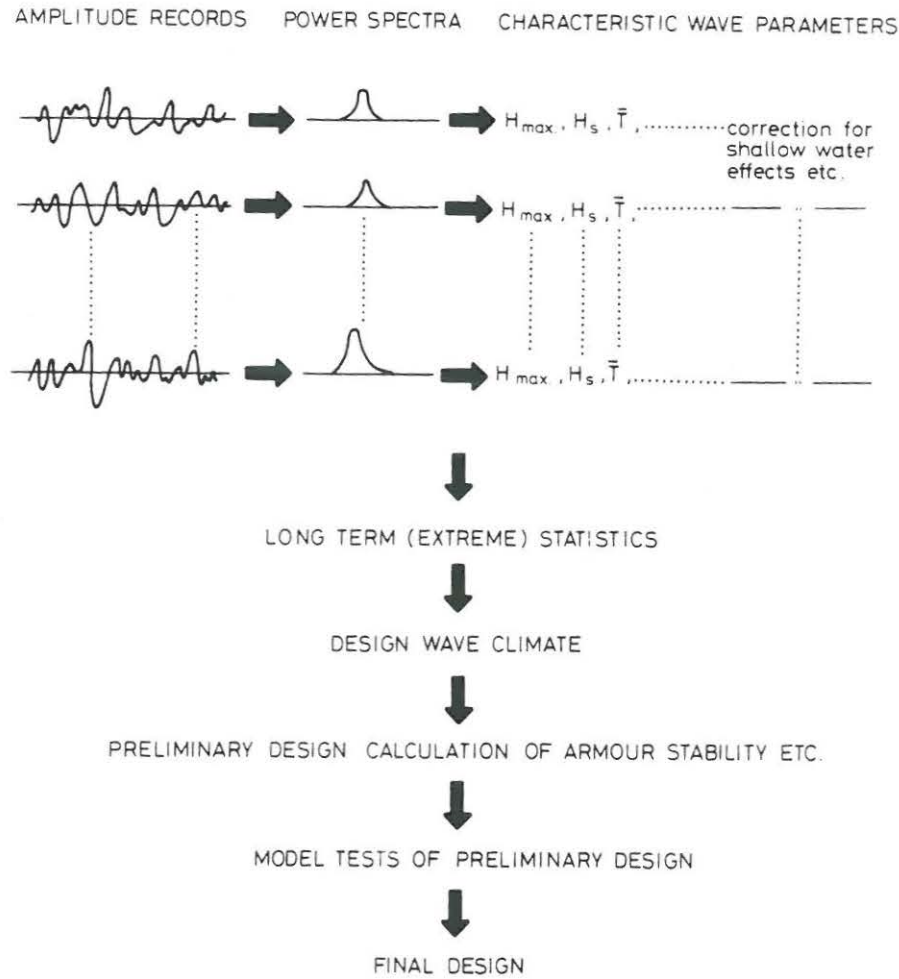 AMPLITUDE RECORDS POWER SPECTRA CHARACTERISTIC WAVE PARAMETERS
H max. , H s , T̄ , .......... correction for
shallow water
effects etc.
H max , H s , T̄ , ..........
H max. , H s , T̄ , ..........
LONG TERM (EXTREME) STATISTICS
DESIGN WAVE CLIMATE
PRELIMINARY DESIGN CALCULATION OF ARMOUR STABILITY ETC.
MODEL TESTS OF PRELIMINARY DESIGN
FINAL DESIGN